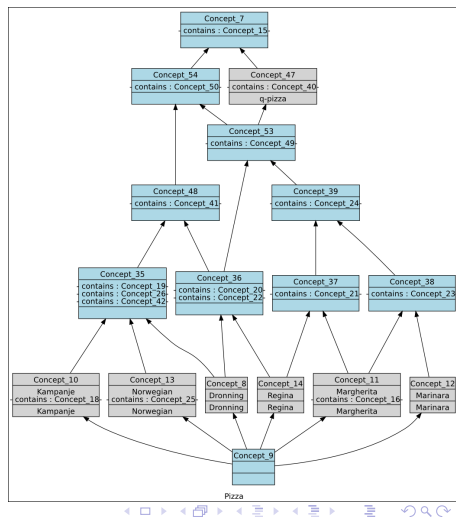 Concept_7
contains : Concept_15
Concept_54
contains : Concept_50
Concept_47
contains : Concept_40
q-pizza
Concept_53
contains : Concept_49
Concept_48
contains : Concept_41
Concept_39
contains : Concept_24
Concept_35
contains : Concept_19
contains : Concept_26
contains : Concept_42
Concept_36
contains : Concept_20
contains : Concept_22
Concept_37
contains : Concept_21
Concept_38
contains : Concept_23
Concept_10
Kampanje
contains : Concept_18
Kampanje
Concept_13
Norwegian
contains : Concept_25
Norwegian
Concept_8
Dronning
Dronning
Concept_14
Regina
Regina
Concept_11
Margherita
contains : Concept_16
Margherita
Concept_12
Marinara
Marinara
Concept_9
Pizza